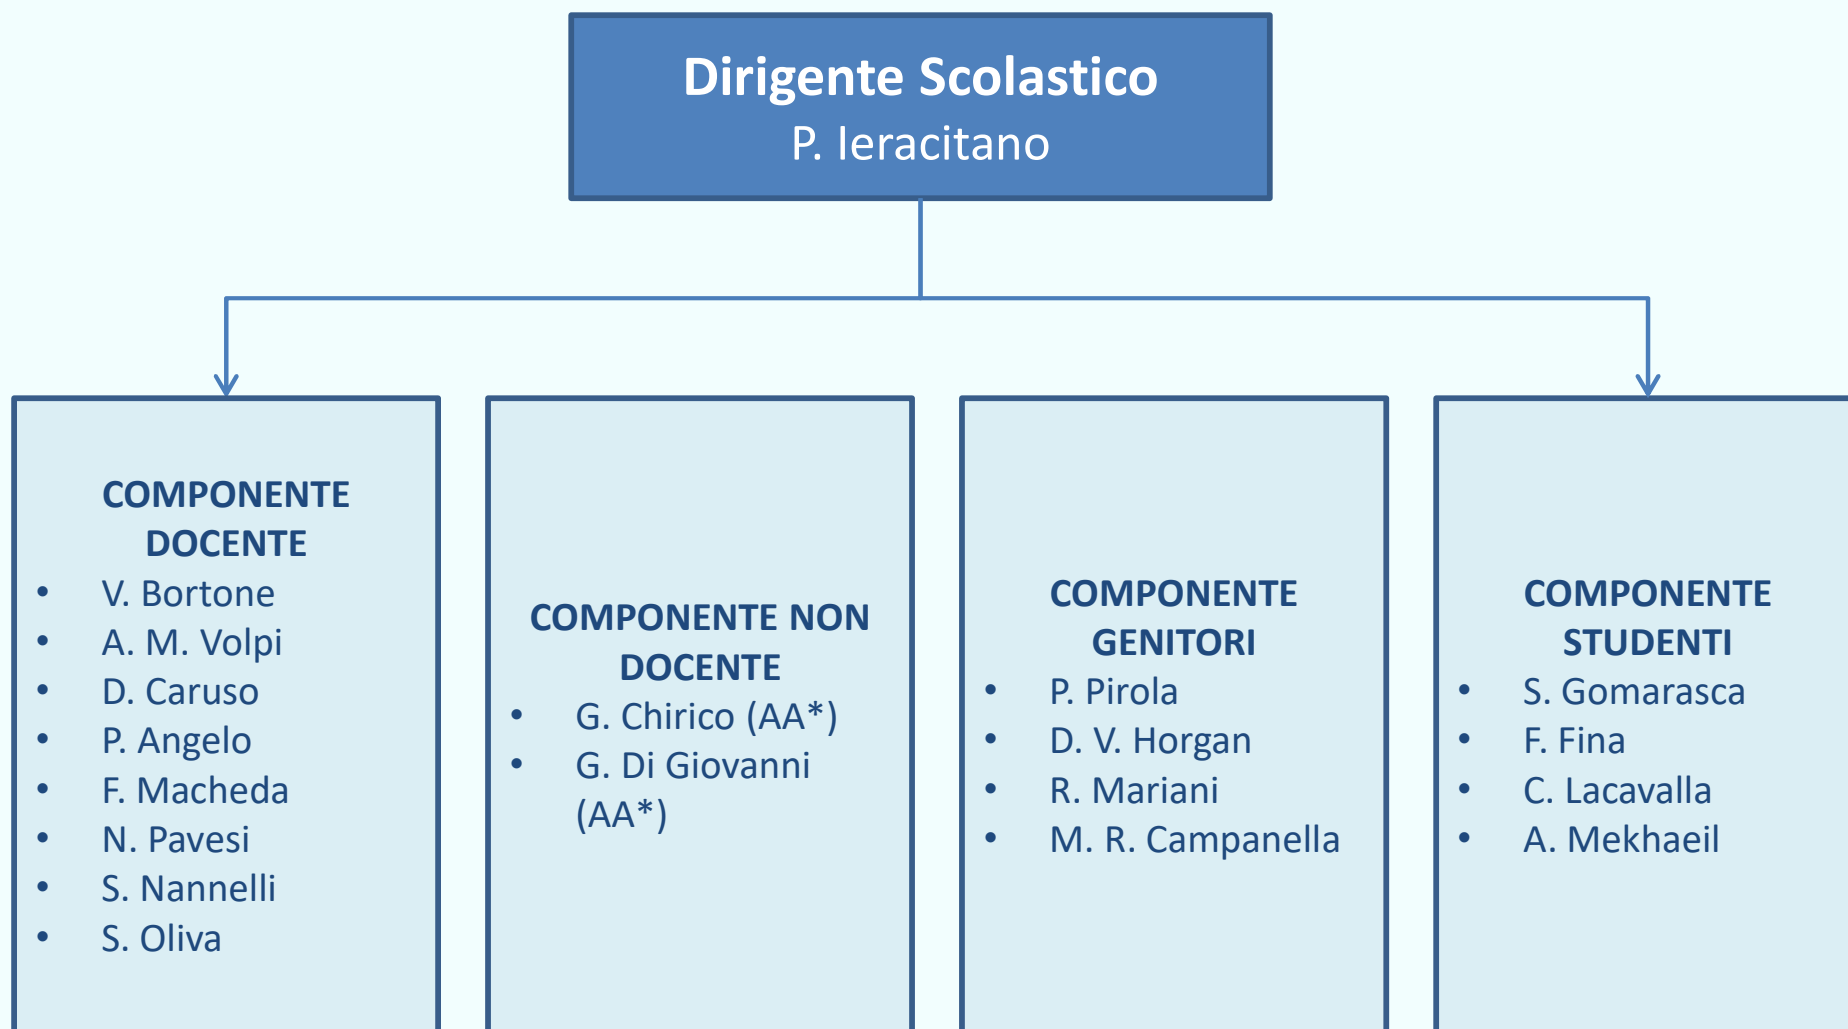 Dirigente Scolastico
P. Ieracitano
COMPONENTE
DOCENTE
• V. Bortone
• A. M. Volpi
• D. Caruso
• P. Angelo
• F. Macheda
• N. Pavesi
• S. Nannelli
• S. Oliva
COMPONENTE NON
DOCENTE
• G. Chirico (AA*)
• G. Di Giovanni
(AA*)
COMPONENTE
GENITORI
• P. Pirola
• D. V. Horgan
• R. Mariani
• M. R. Campanella
COMPONENTE
STUDENTI
• S. Gomarasca
• F. Fina
• C. Lacavalla
• A. Mekhaeil